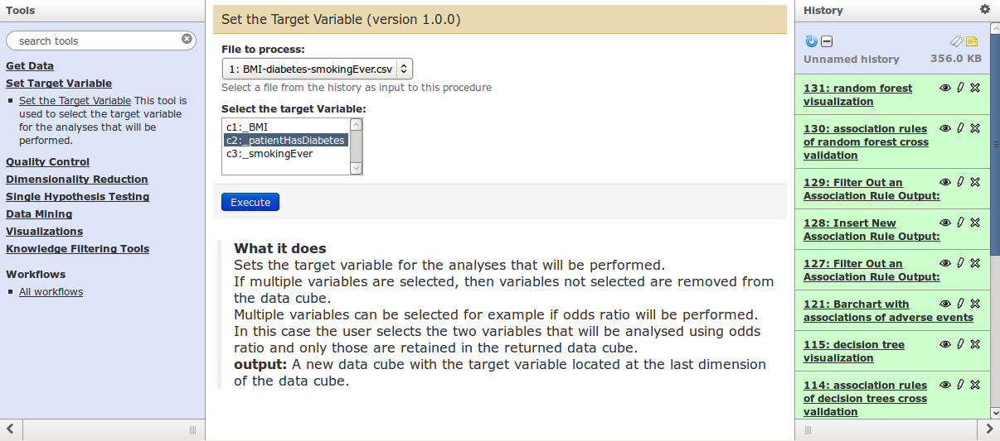 Tools
search tools
Get Data
Set Target Variable
Set the Target Variable This tool is
used to select the target variable
for the analyses that will be
performed.
Quality Control
Dimensionality Reduction
Single Hypothesis Testing
Data Mining
Visualizations
Knowledge Filtering Tools
Workflows
All workflows
Set the Target Variable (version 1.0.0)
File to process:
1: BMI-diabetes-smokingEver.csv
Select a file from the history as input to this procedure
Select the target Variable:
c1:_BMI
c2:_patientHasDiabetes
c3:_smokingEver
Execute
What it does
Sets the target variable for the analyses that will be performed.
If multiple variables are selected, then variables not selected are removed from
the data cube.
Multiple variables can be selected for example if odds ratio will be performed.
In this case the user selects the two variables that will be analysed using odds
ratio and only those are retained in the returned data cube.
output: A new data cube with the target variable located at the last dimension
of the data cube.
History
Unnamed history 356.0 KB
131: random forest
visualization
130: association rules
of random forest cross
validation
129: Filter Out an
Association Rule Output:
128: Insert New
Association Rule Output:
127: Filter Out an
Association Rule Output:
121: Barchart with
associations of adverse events
115: decision tree
visualization
114: association rules
of decision trees cross
validation